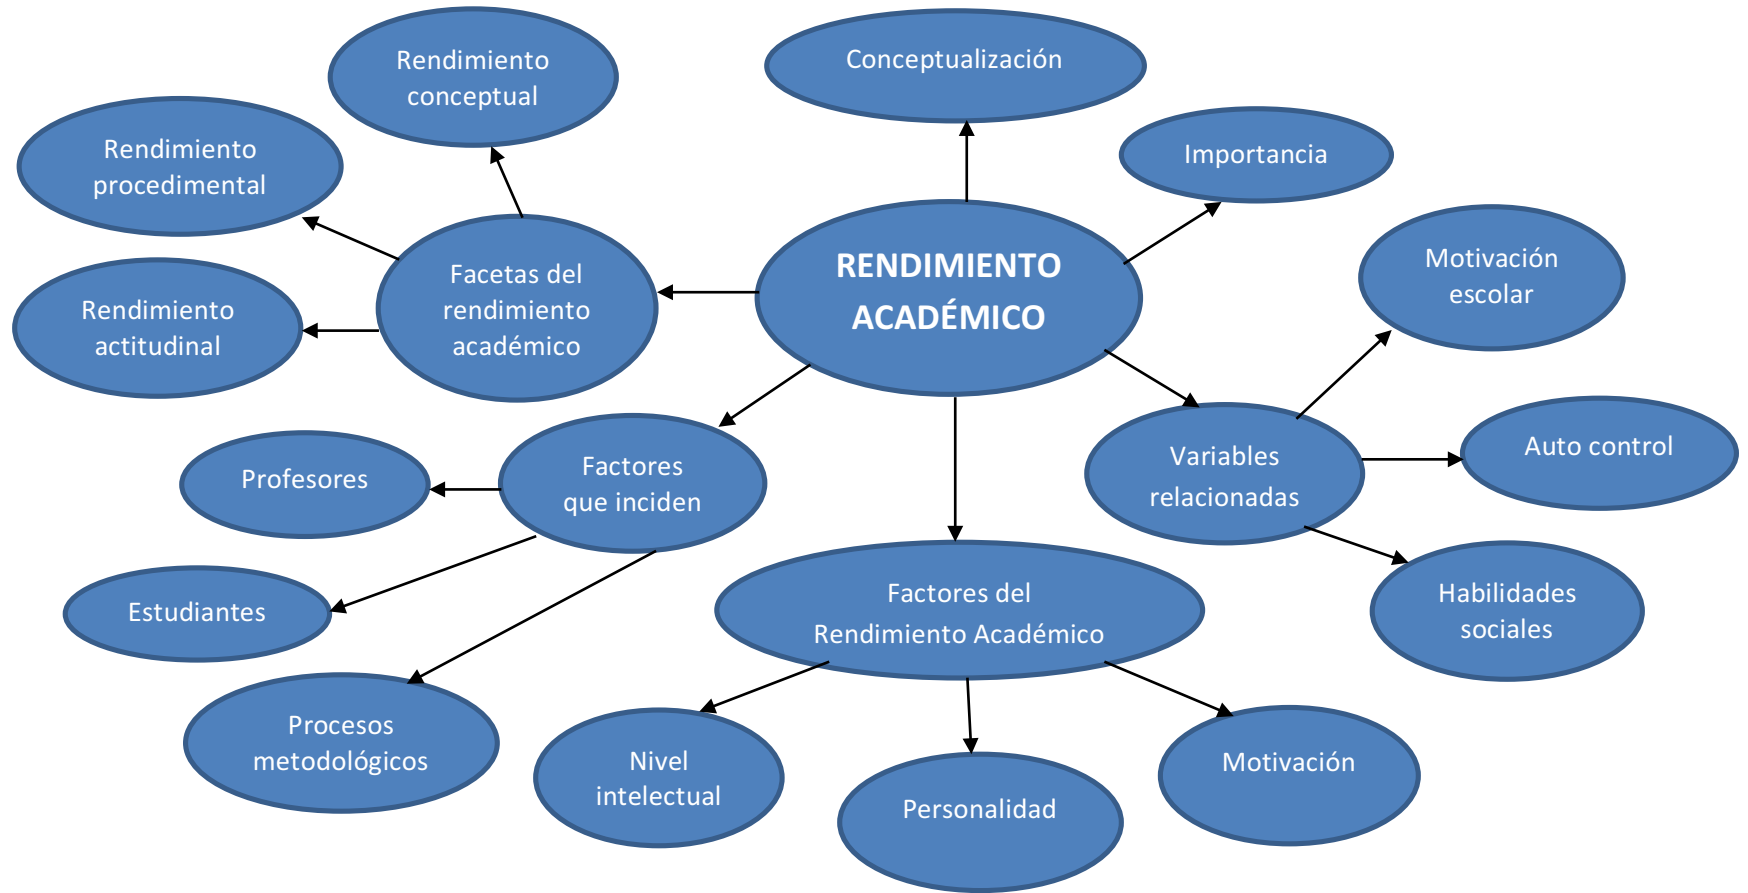 Rendimiento
conceptual
Conceptualización
Rendimiento
procedimental
Importancia
RENDIMIENTO
ACADÉMICO
Motivación
escolar
Facetas del
rendimiento
académico
Rendimiento
actitudinal
Auto control
Variables
relacionadas
Factores
que inciden
Profesores
Estudiantes
Factores del
Rendimiento Académico
Habilidades
sociales
Procesos
metodológicos
Nivel
intelectual
Personalidad
Motivación